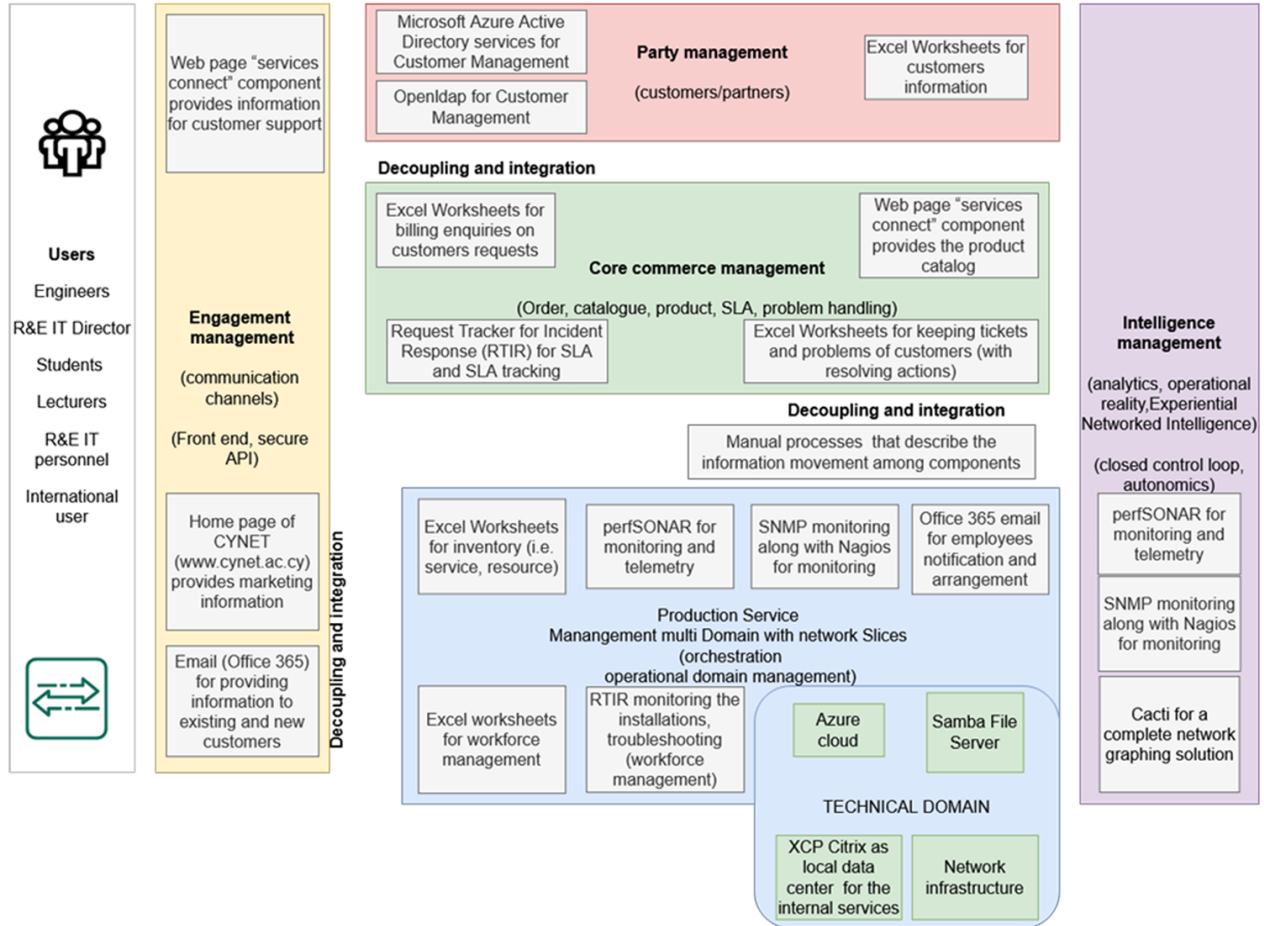 Users
Engineers
R&E IT Director
Students
Lecturers
R&E IT
personnel
International
user
Web page “services
connect” component
provides information
for customer support
Engagement
management
(communication
channels)
(Front end, secure
API)
Home page of
CYNET
(www.cynet.ac.cy)
provides marketing
information
Email (Office 365)
for providing
information to
existing and new
customers
Decoupling and integration
Microsoft Azure Active
Directory services for
Customer Management
Openldap for Customer
Management
Party management
(customers/partners)
Excel Worksheets for
customers
information
Decoupling and integration
Excel Worksheets for
billing enquiries on
customers requests
Web page “services
connect” component
provides the product
catalog
Core commerce management
(Order, catalogue, product, SLA, problem handling)
Request Tracker for Incident
Response (RTIR) for SLA
and SLA tracking
Excel Worksheets for keeping tickets
and problems of customers (with
resolving actions)
Decoupling and integration
Manual processes that describe the
information movement among components
Excel Worksheets
for inventory (i.e.
service, resource)
perfSONAR for
monitoring and
telemetry
SNMP monitoring
along with Nagios
for monitoring
Office 365 email
for employees
notification and
arrangement
Production Service
Manangement multi Domain with network Slices
(orchestration
operational domain management)
Excel worksheets
for workforce
management
RTIR monitoring the
installations,
troubleshooting
(workforce
management)
Azure
cloud
Samba File
Server
TECHNICAL DOMAIN
XCP Citrix as
local data
center for the
internal services
Network
infrastructure
Intelligence
management
(analytics, operational
reality,Experiential
Networked Intelligence)
(closed control loop,
autonomics)
perfSONAR for
monitoring and
telemetry
SNMP monitoring
along with Nagios
for monitoring
Cacti for a
complete network
graphing solution